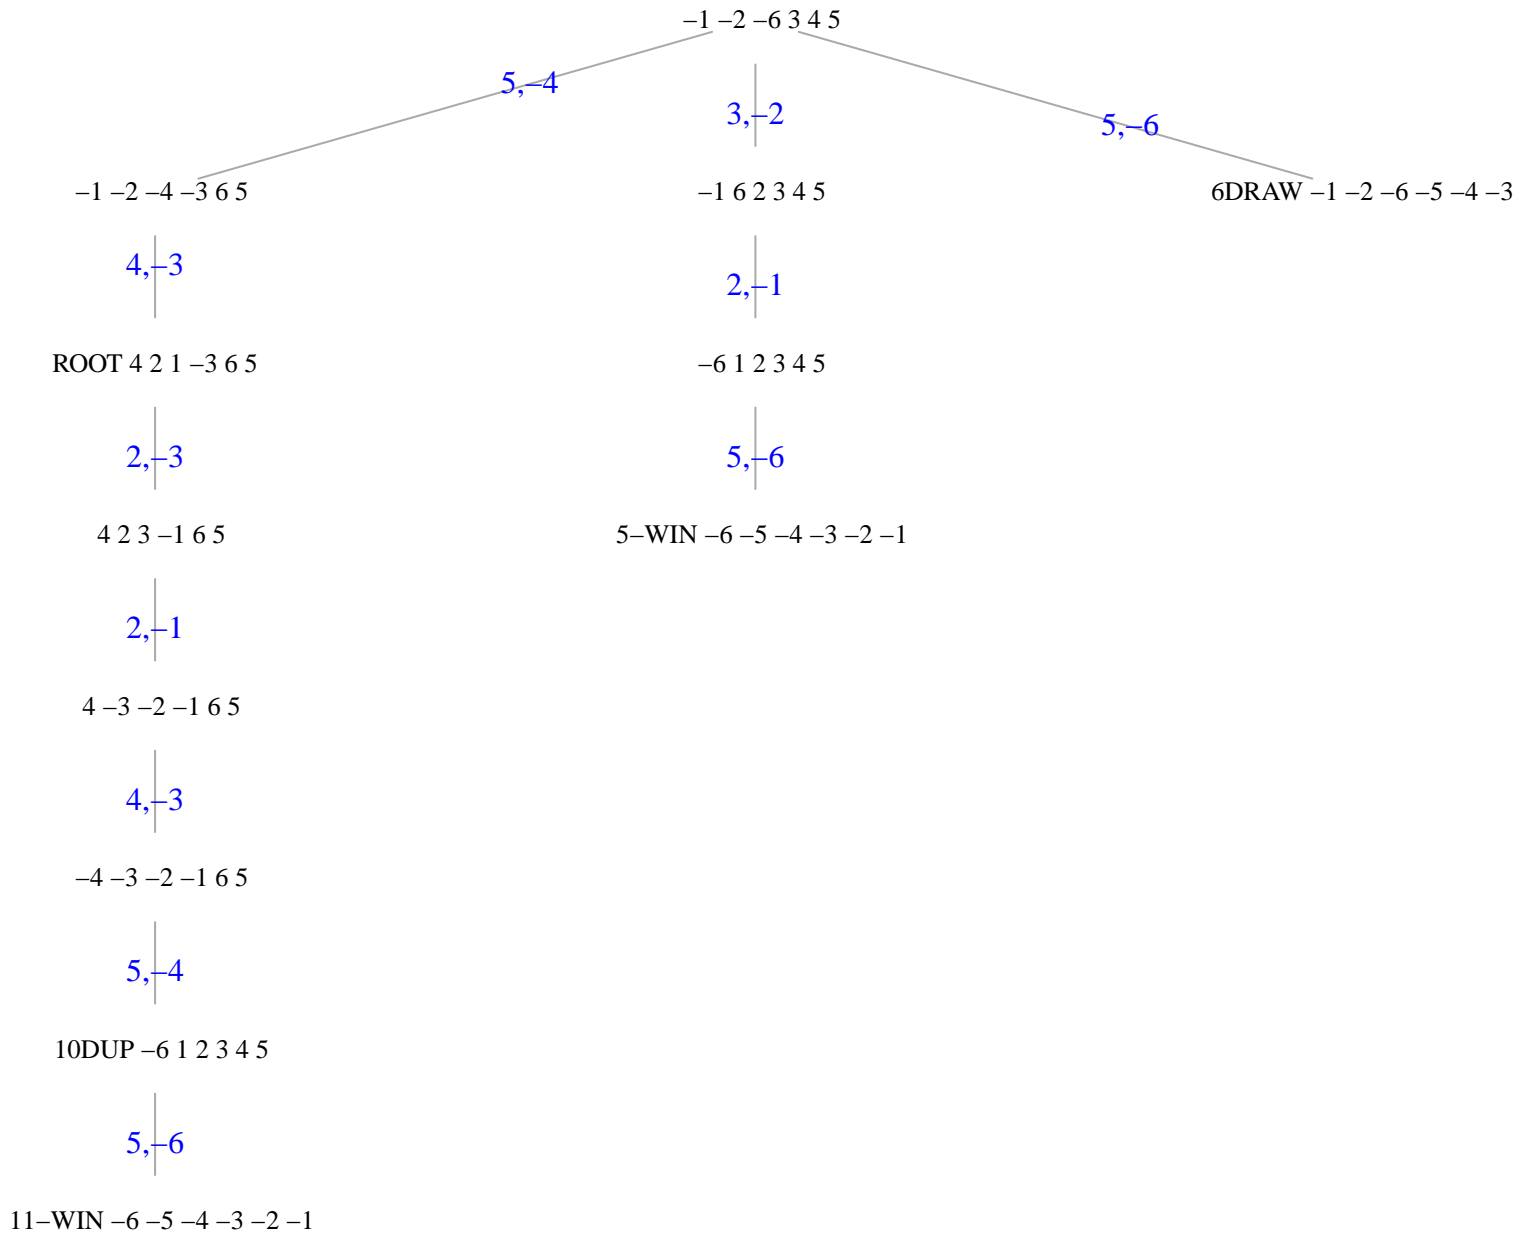 –1 –2 –6 3 4 5
5,–4
3,–2
5,–6
–1 –2 –4 –3 6 5
–1 6 2 3 4 5
6DRAW –1 –2 –6 –5 –4 –3
4,–3
2,–1
ROOT 4 2 1 –3 6 5
–6 1 2 3 4 5
2,–3
5,–6
4 2 3 –1 6 5
5–WIN –6 –5 –4 –3 –2 –1
2,–1
4 –3 –2 –1 6 5
4,–3
–4 –3 –2 –1 6 5
5,–4
10DUP –6 1 2 3 4 5
5,–6
11–WIN –6 –5 –4 –3 –2 –1